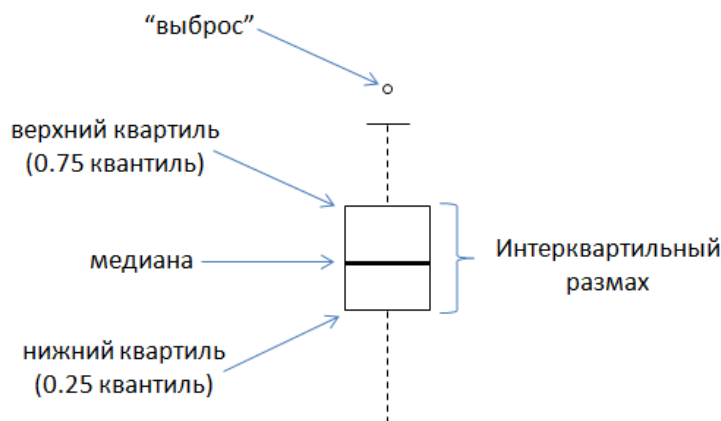 “выброс”
верхний квартиль
(0.75 квантиль)
медиана
Интерквартильный
размах
нижний квартиль
(0.25 квантиль)